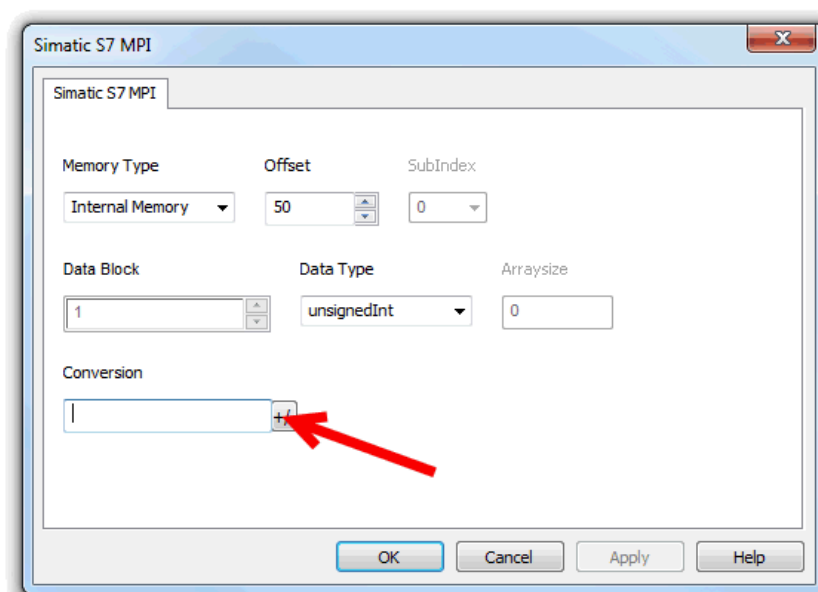 Simatic S7 MPI
Simatic S7 MPI
Memory Type Offset SubIndex
Internal Memory 50 0
Data Block Data Type Arraysize
1 unsignedInt 0
Conversion
+/
OK Cancel Apply Help